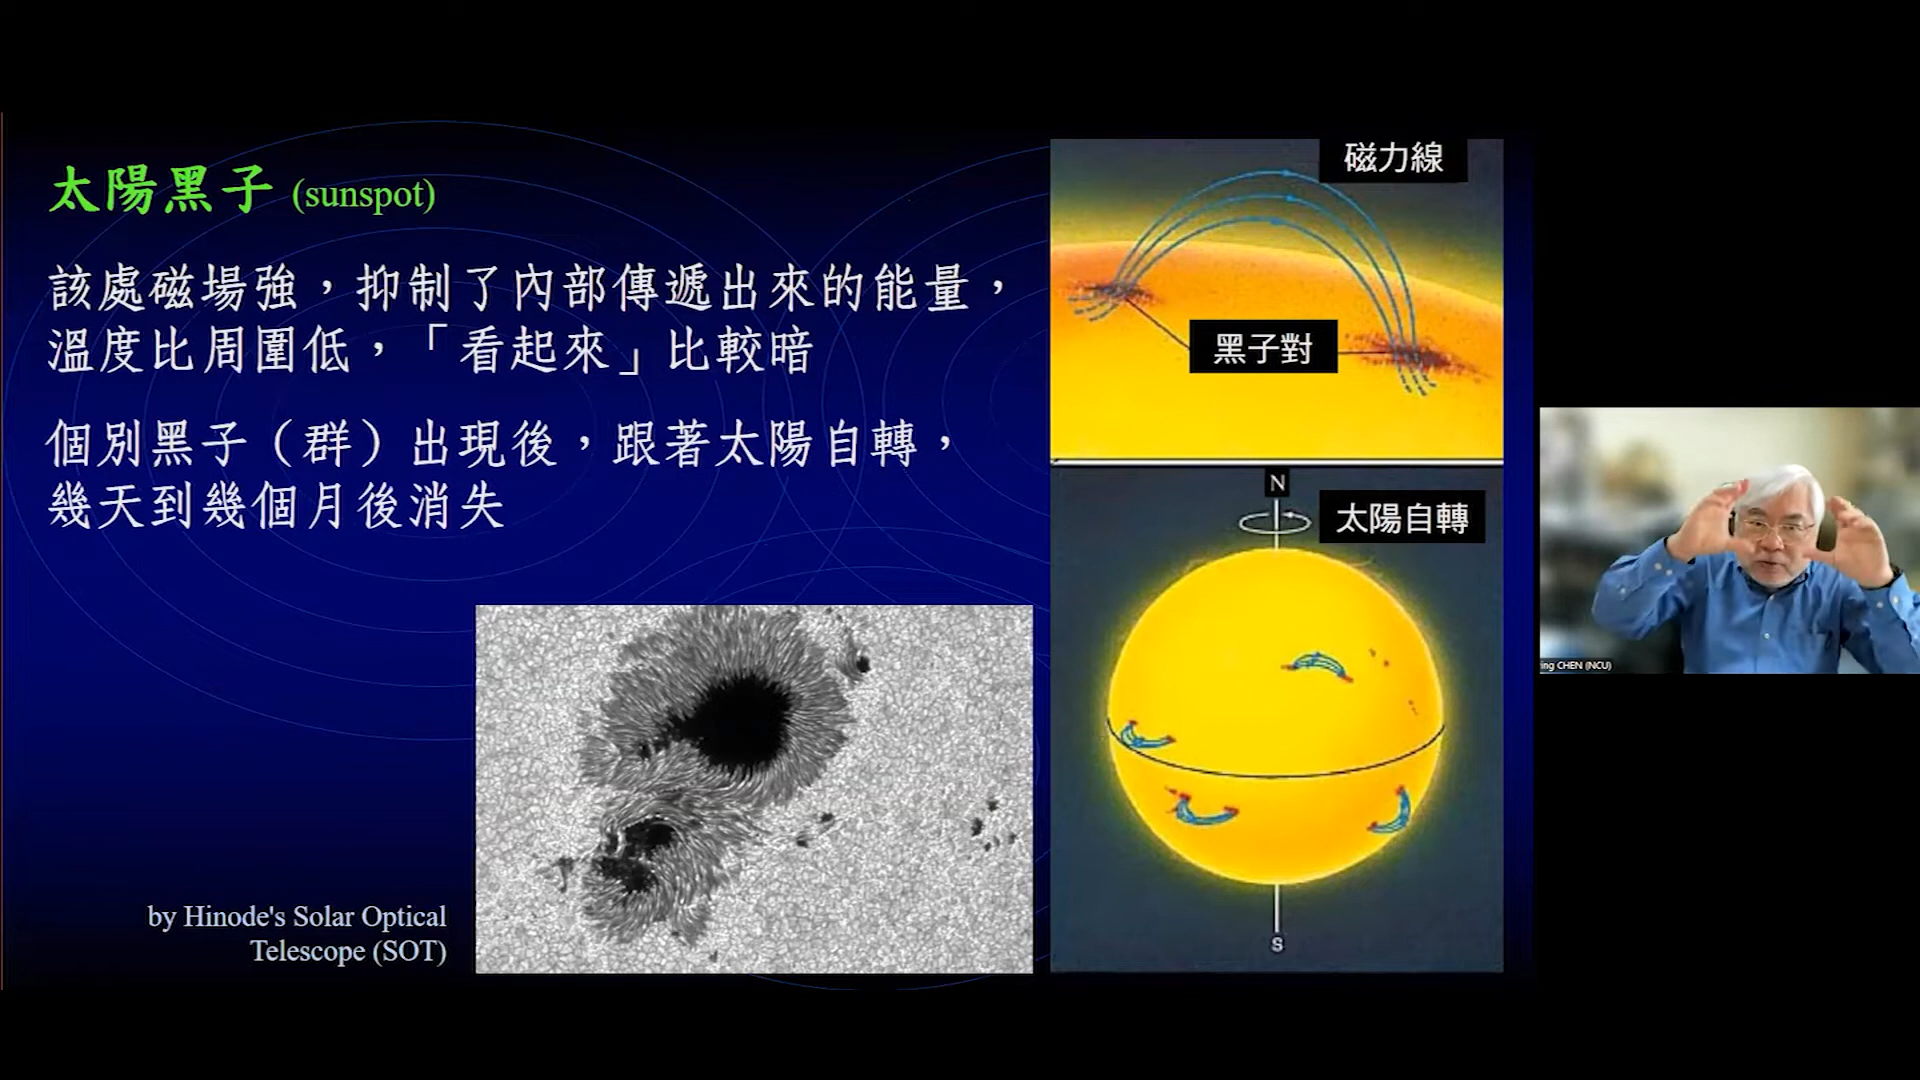 太陽黑子 (sunspot)
該處磁場強，抑制了內部傳遞出來的能量，
溫度比周圍低，「看起來」比較暗
個別黑子（群）出現後，跟著太陽自轉，
幾天到幾個月後消失
by Hinode's Solar Optical
Telescope (SOT)
磁力線
黑子對
N
太陽自轉
S
ing CHEN (NCU)